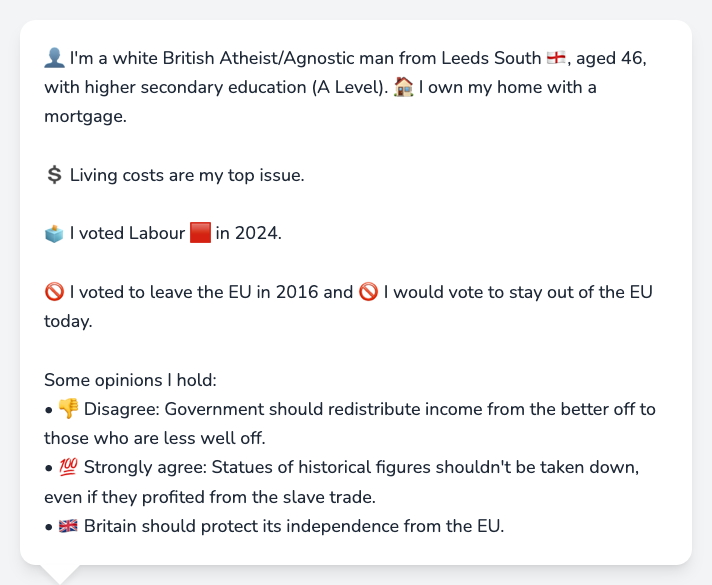 👤 I'm a white British Atheist/Agnostic man from Leeds South 🏴󠁧󠁢󠁥󠁮󠁧󠁿, aged 46,
with higher secondary education (A Level). 🏠 I own my home with a
mortgage.
💲 Living costs are my top issue.
🗳️ I voted Labour 🟥 in 2024.
🚫 I voted to leave the EU in 2016 and 🚫 I would vote to stay out of the EU
today.
Some opinions I hold:
• 👎 Disagree: Government should redistribute income from the better off to
those who are less well off.
• 💯 Strongly agree: Statues of historical figures shouldn't be taken down,
even if they profited from the slave trade.
• 🇬🇧 Britain should protect its independence from the EU.